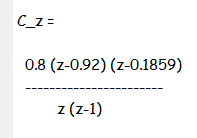 C_z =
0.8 (z-0.92) (z-0.1859)
-----------------------
z (z-1)